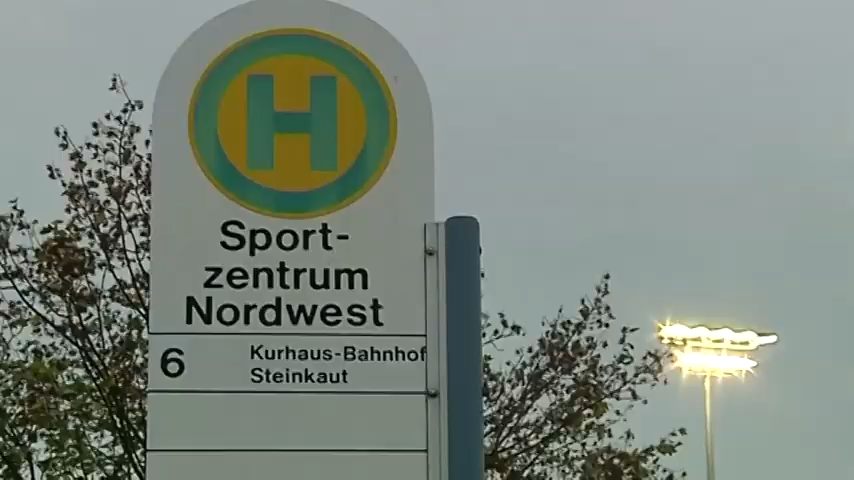 H
Sport-
zentrum
Nordwest
6 Kurhaus-Bahnhof
Steinkaut